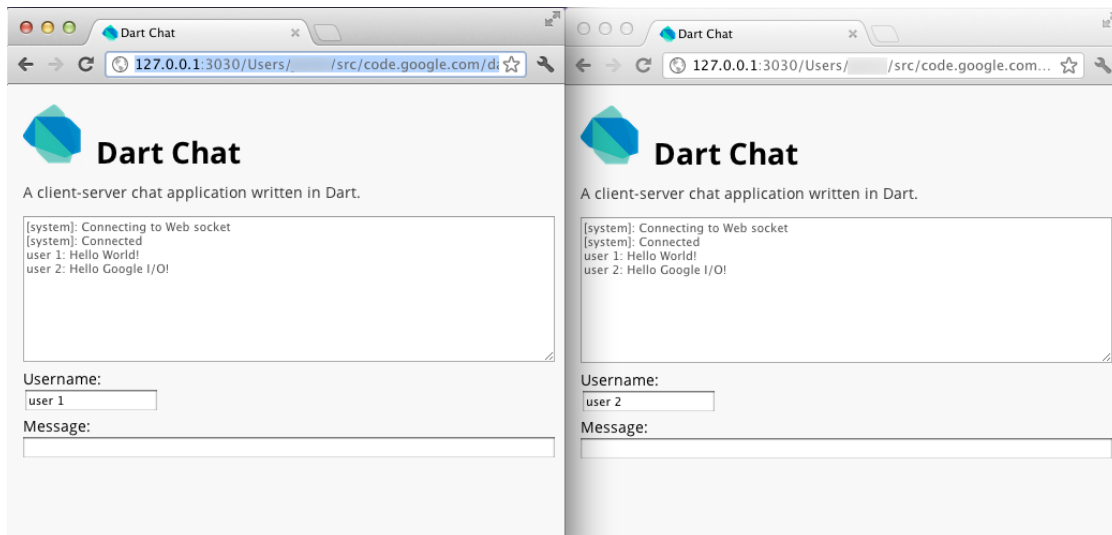 Dart Chat
127.0.0.1:3030/Users/ /src/code.google.com/da
Dart Chat
A client-server chat application written in Dart.
[system]: Connecting to Web socket
[system]: Connected
user 1: Hello World!
user 2: Hello Google I/O!
Username:
user 1
Message:
Dart Chat
127.0.0.1:3030/Users/ /src/code.google.com...
Dart Chat
A client-server chat application written in Dart.
[system]: Connecting to Web socket
[system]: Connected
user 1: Hello World!
user 2: Hello Google I/O!
Username:
user 2
Message: